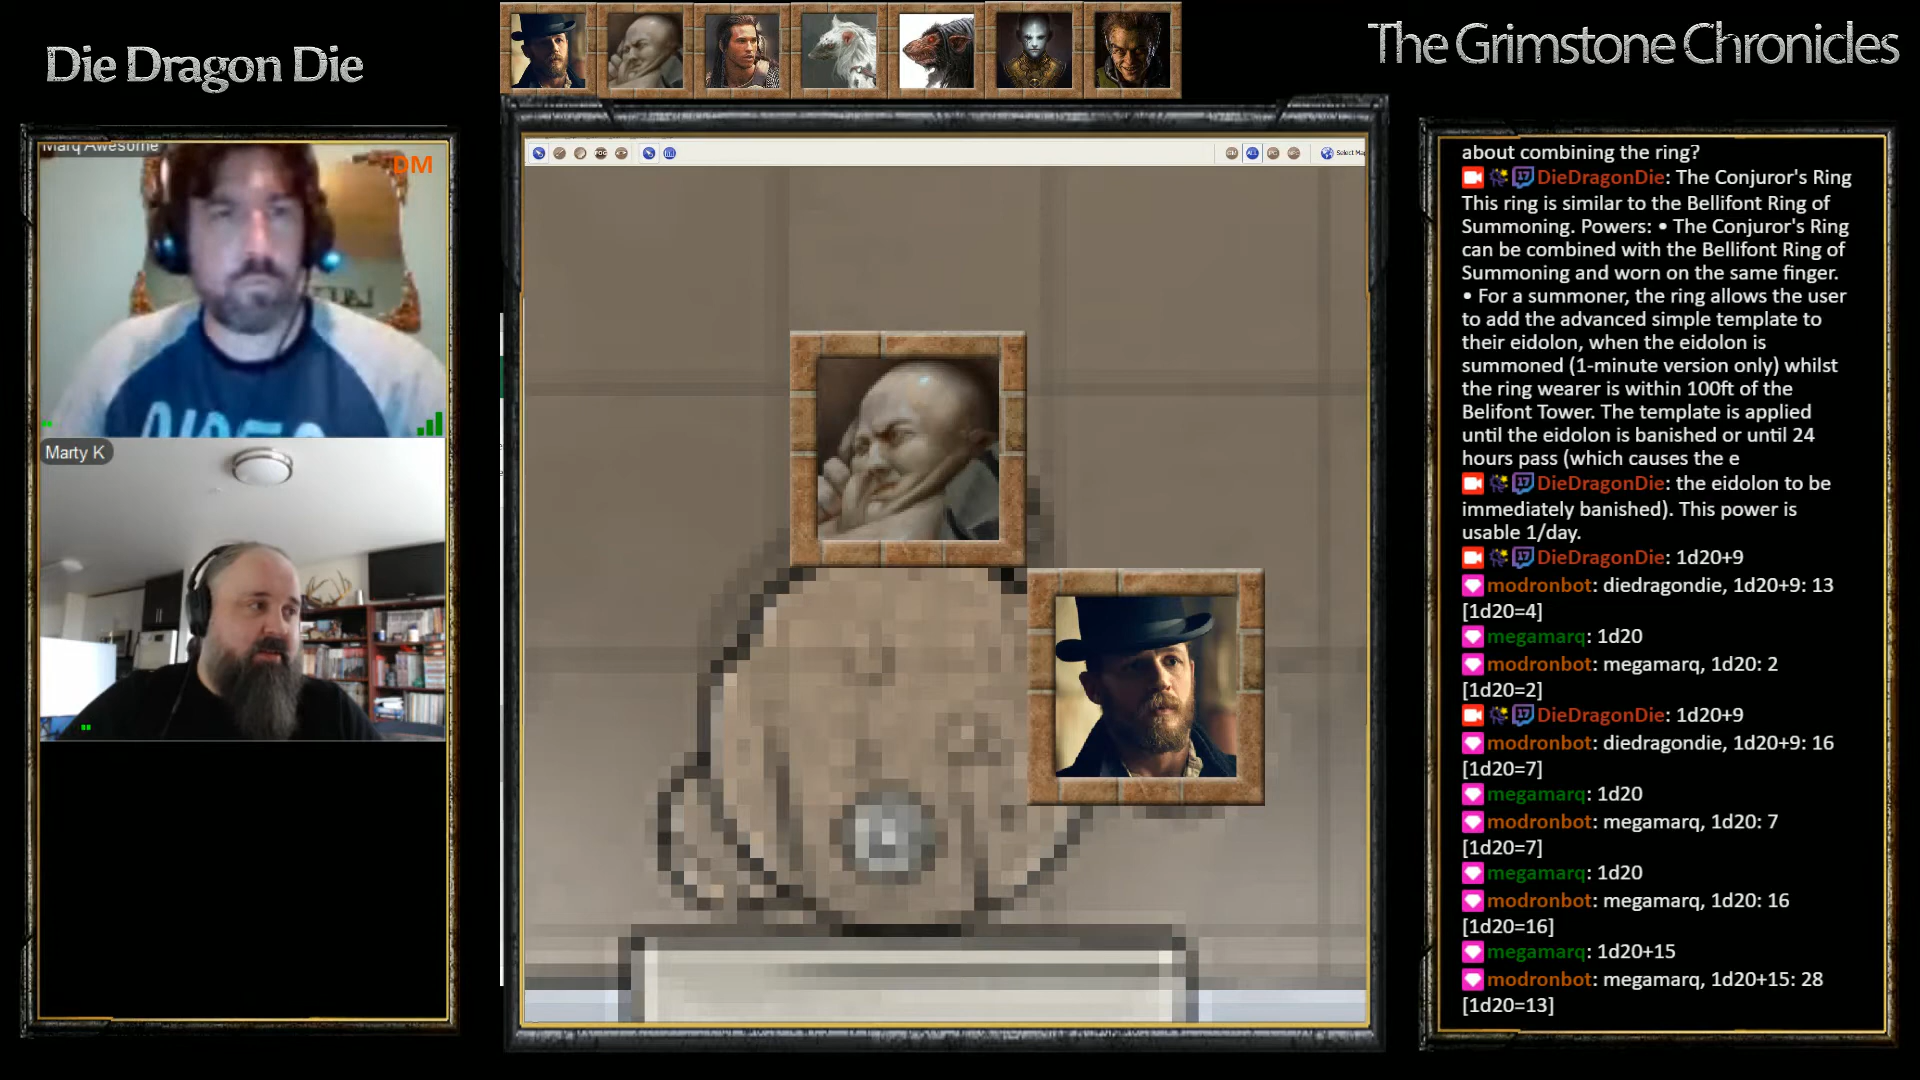 Die Dragon Die
The Grimstone Chronicles
Marq Awesome
DM
Marty K
FOG
ALL
Select Ma
about combining the ring?
DieDragonDie: The Conjuror's Ring
This ring is similar to the Bellifont Ring of
Summoning. Powers: • The Conjuror's Ring
can be combined with the Bellifont Ring of
Summoning and worn on the same finger.
• For a summoner, the ring allows the user
to add the advanced simple template to
their eidolon, when the eidolon is
summoned (1-minute version only) whilst
the ring wearer is within 100ft of the
Belifont Tower. The template is applied
until the eidolon is banished or until 24
hours pass (which causes the e
DieDragonDie: the eidolon to be
immediately banished). This power is
usable 1/day.
DieDragonDie: 1d20+9
modronbot: diedragondie, 1d20+9: 13
[1d20=4]
megamarq: 1d20
modronbot: megamarq, 1d20: 2
[1d20=2]
DieDragonDie: 1d20+9
modronbot: diedragondie, 1d20+9: 16
[1d20=7]
megamarq: 1d20
modronbot: megamarq, 1d20: 7
[1d20=7]
megamarq: 1d20
modronbot: megamarq, 1d20: 16
[1d20=16]
megamarq: 1d20+15
modronbot: megamarq, 1d20+15: 28
[1d20=13]